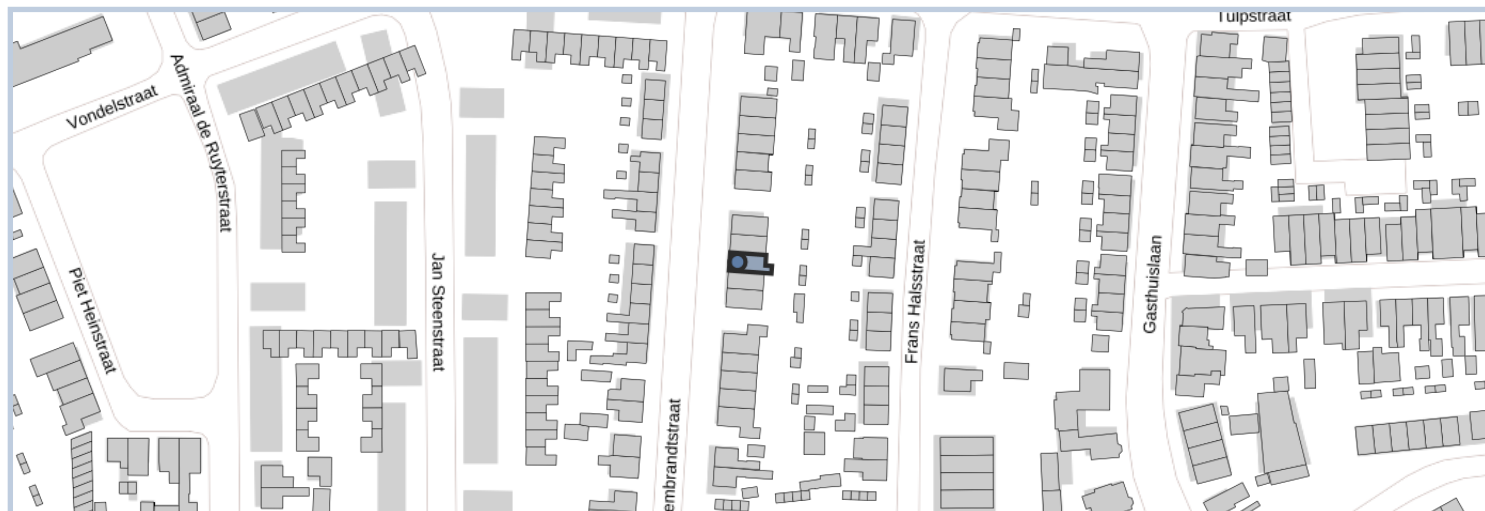 Tulpstraat
Vondelstraat
Admiraal de Ruyterstraat
Piet Heinstraat
Jan Steenstraat
embrandtstraat
Frans Halsstraat
Gasthuislaan